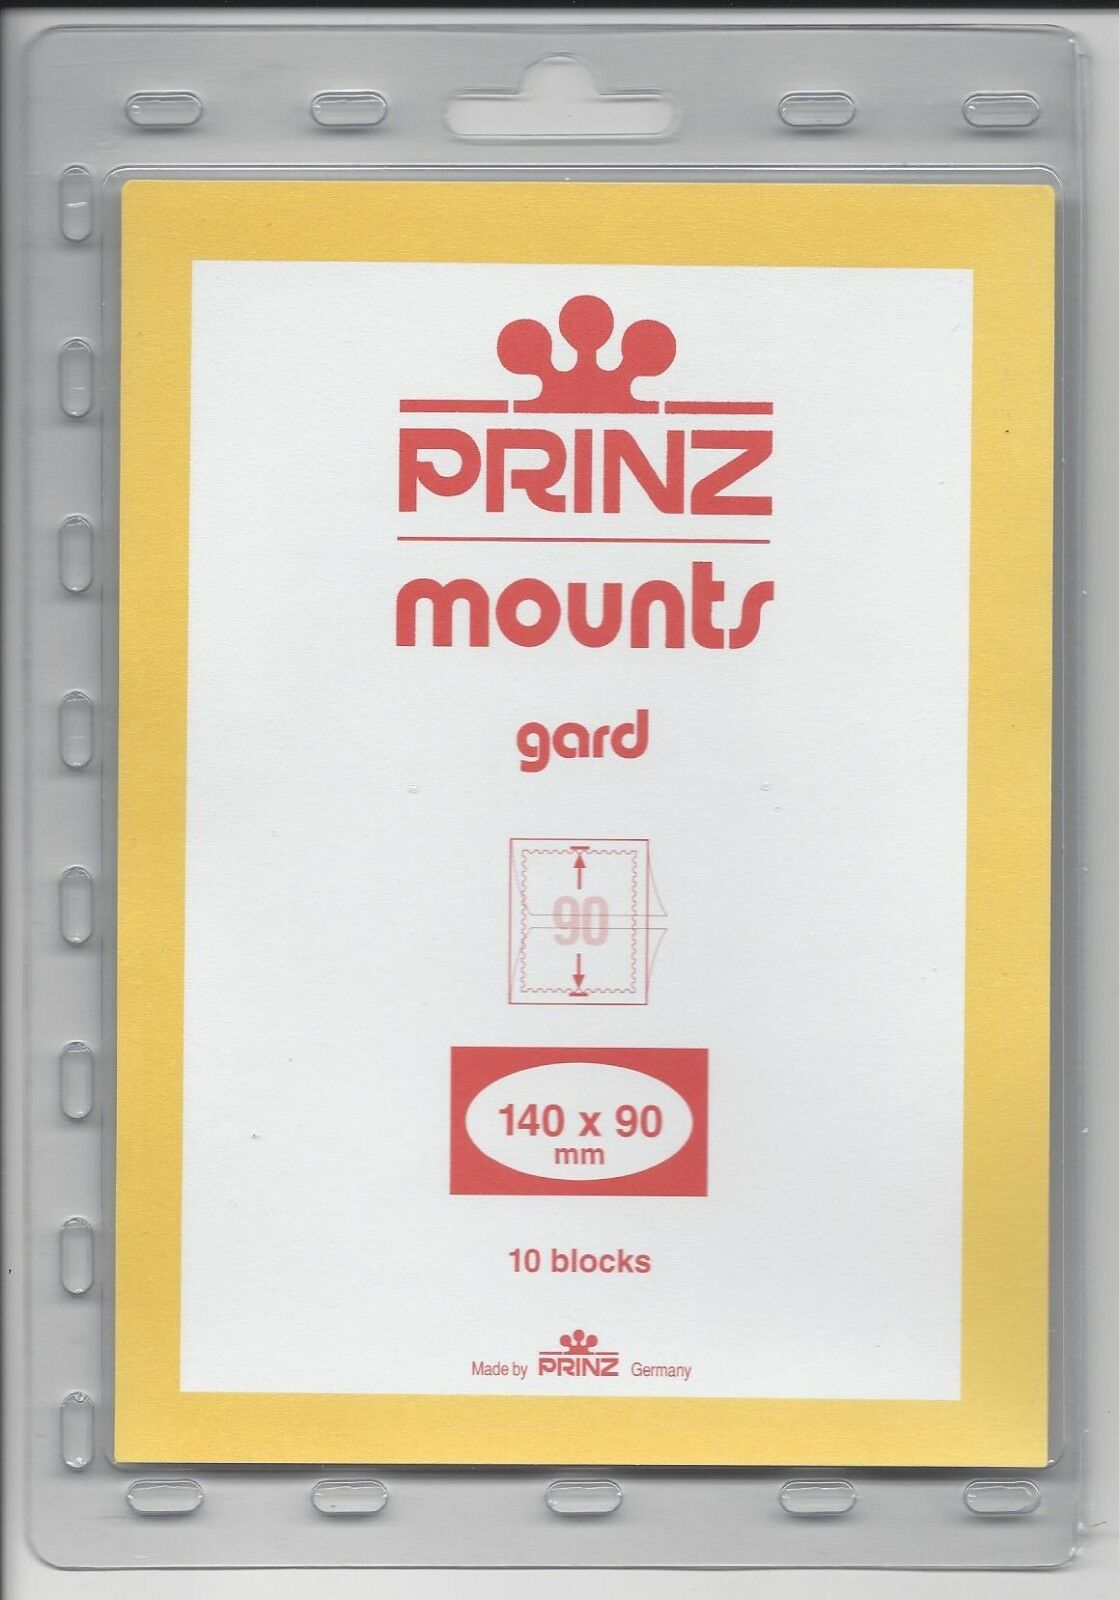 PRINZ
mounts
gard
90
140 x 90
mm
10 blocks
Made by PRINZ Germany